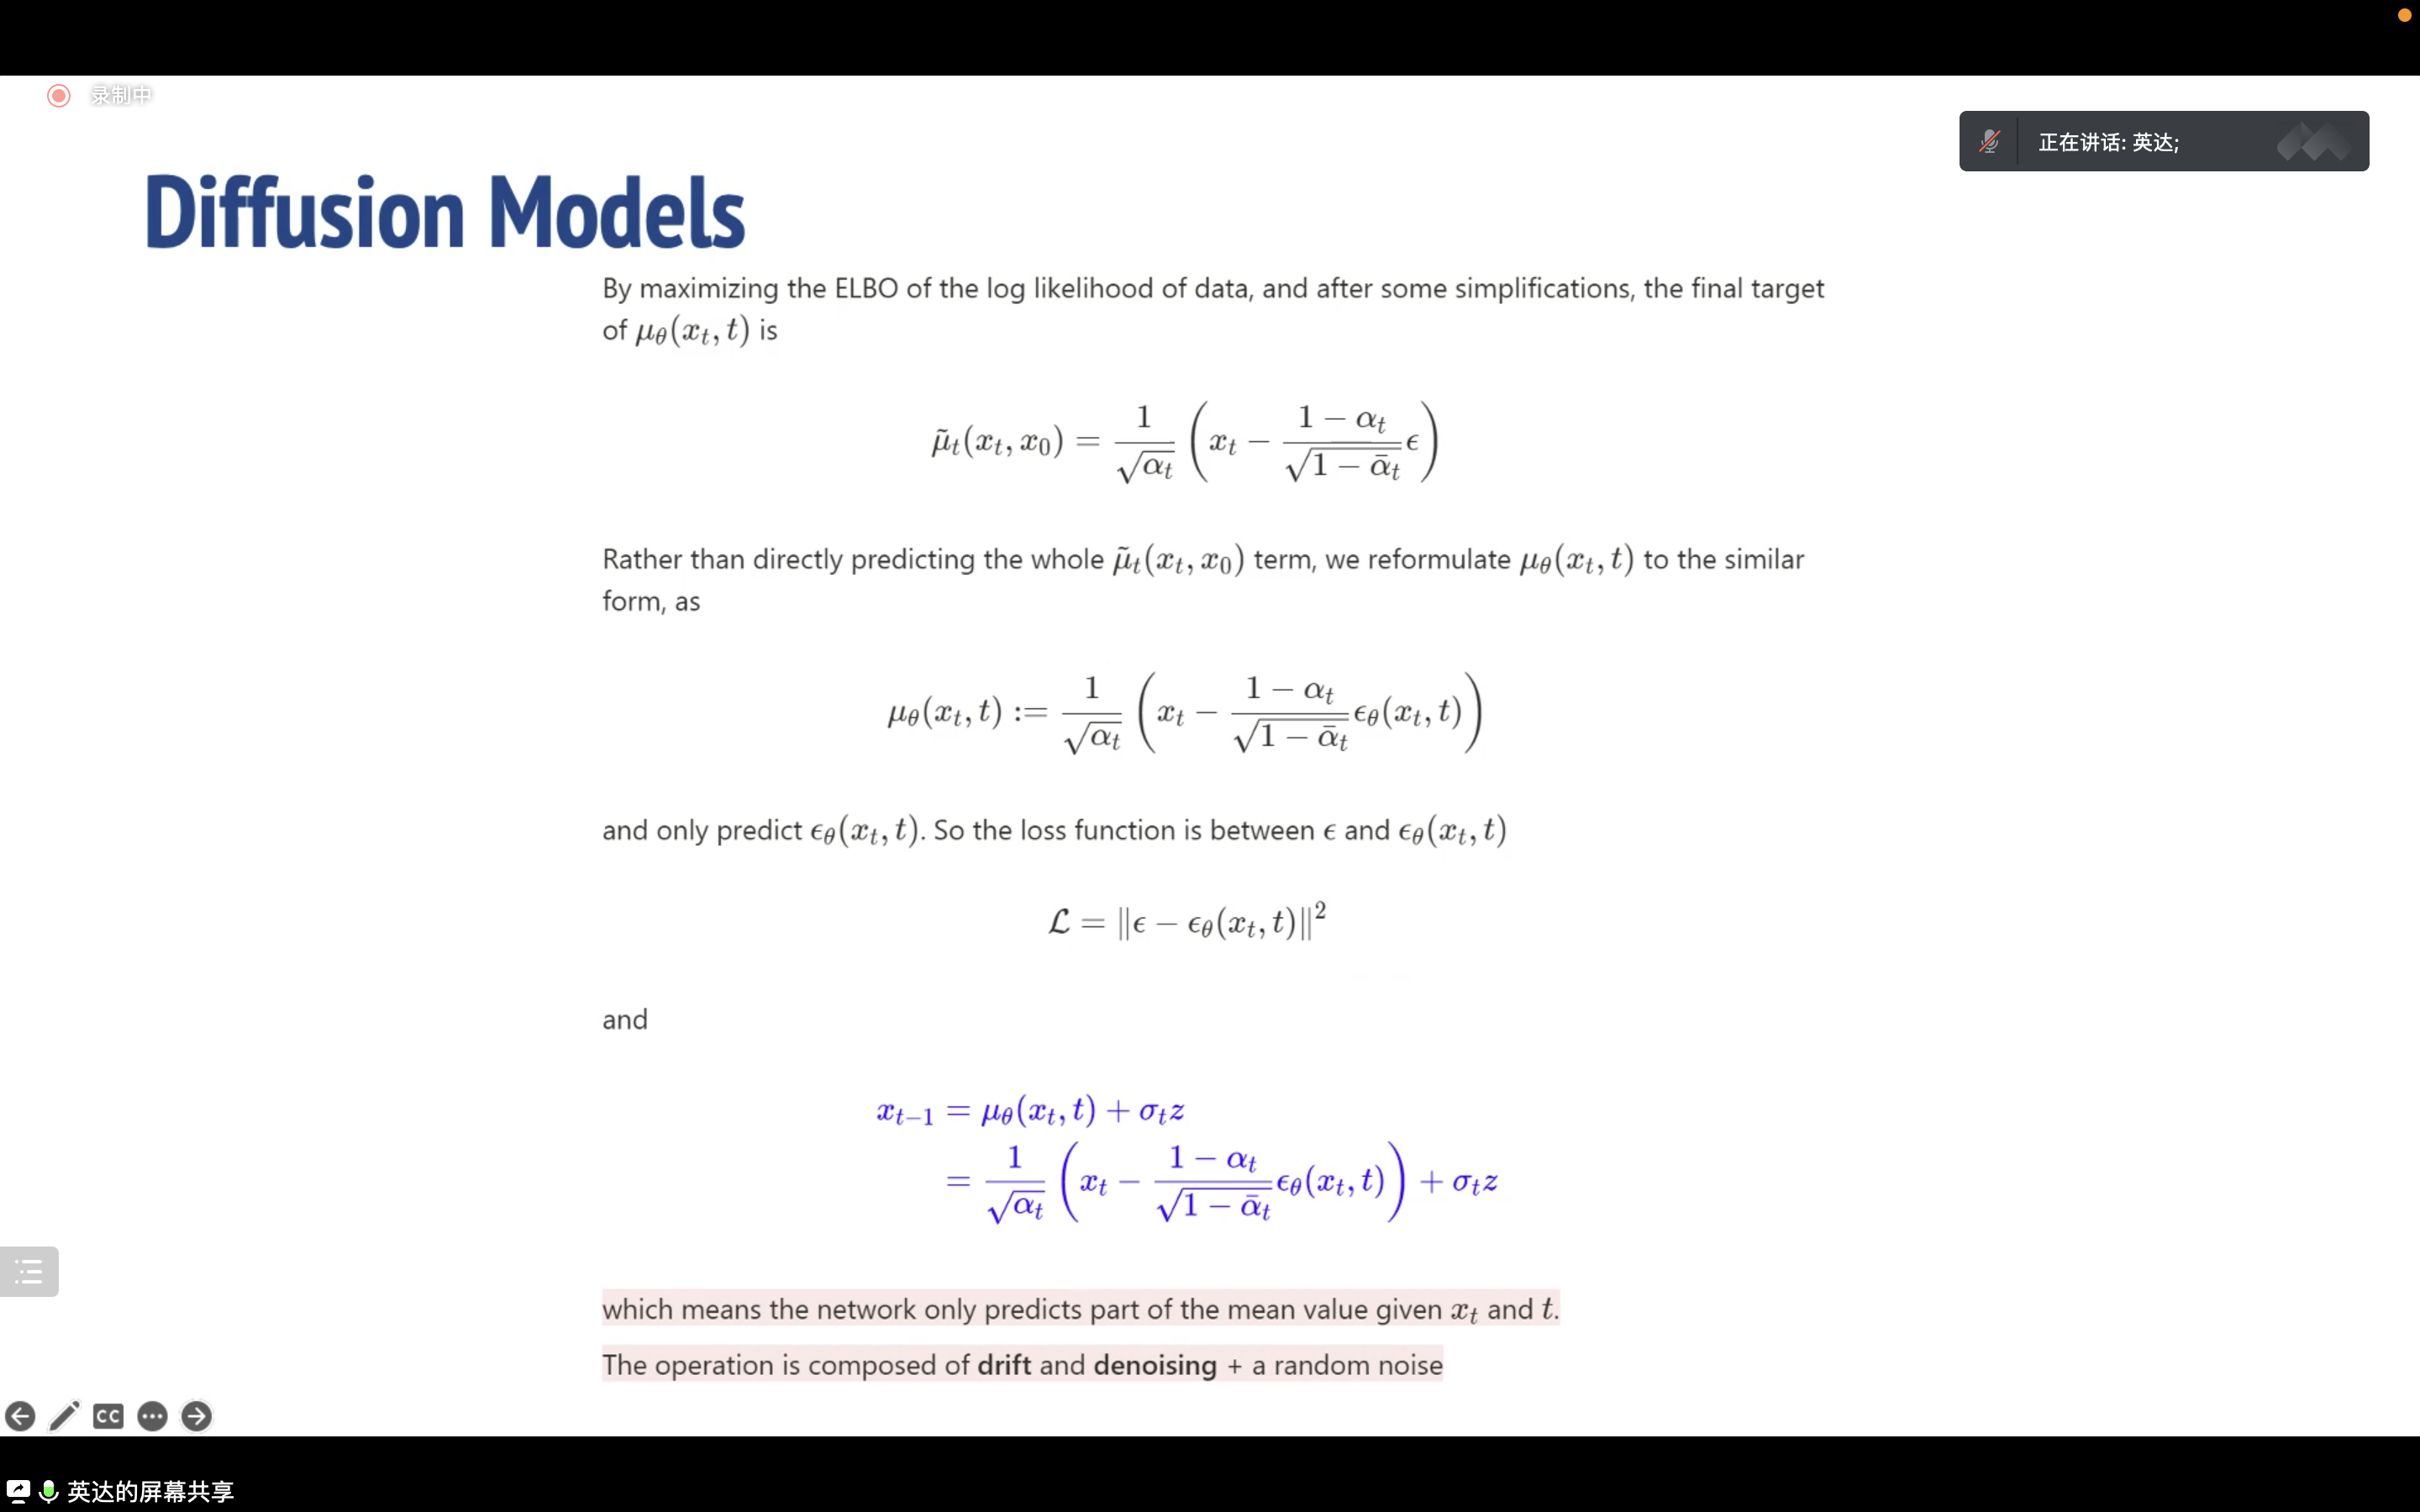 录制中
正在讲话: 英达;
Diffusion Models
By maximizing the ELBO of the log likelihood of data, and after some simplifications, the final target
of $\mu_\theta(x_t, t)$ is
$\tilde{\mu}_t(x_t, x_0) = \frac{1}{\sqrt{\alpha_t}} \left( x_t - \frac{1 - \alpha_t}{\sqrt{1 - \bar{\alpha}_t}} \epsilon \right)$
Rather than directly predicting the whole $\tilde{\mu}_t(x_t, x_0)$ term, we reformulate $\mu_\theta(x_t, t)$ to the similar
form, as
$\mu_\theta(x_t, t) := \frac{1}{\sqrt{\alpha_t}} \left( x_t - \frac{1 - \alpha_t}{\sqrt{1 - \bar{\alpha}_t}} \epsilon_\theta(x_t, t) \right)$
and only predict $\epsilon_\theta(x_t, t)$. So the loss function is between $\epsilon$ and $\epsilon_\theta(x_t, t)$
$\mathcal{L} = \|\epsilon - \epsilon_\theta(x_t, t)\|^2$
and
$x_{t-1} = \mu_\theta(x_t, t) + \sigma_t z$
$= \frac{1}{\sqrt{\alpha_t}} \left( x_t - \frac{1 - \alpha_t}{\sqrt{1 - \bar{\alpha}_t}} \epsilon_\theta(x_t, t) \right) + \sigma_t z$
which means the network only predicts part of the mean value given $x_t$ and $t$.
The operation is composed of drift and denoising + a random noise
CC
英达的屏幕共享